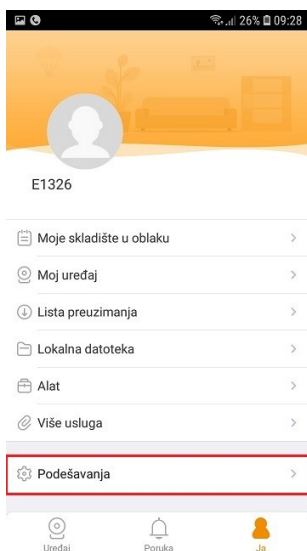 26% 09:28
E1326
Moje skladište u oblaku
Moj uređaj
Lista preuzimanja
Lokalna datoteka
Alat
Više usluga
Podešavanja
Uređaj
Poruka
Ja